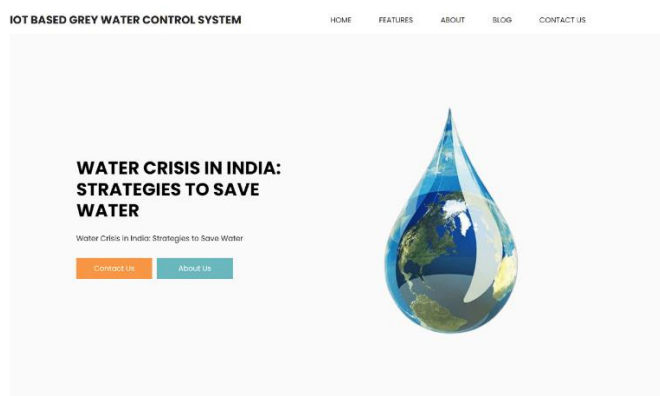 IOT BASED GREY WATER CONTROL SYSTEM
HOME FEATURES ABOUT BLOG CONTACT US
WATER CRISIS IN INDIA:
STRATEGIES TO SAVE
WATER
Water Crisis in India: Strategies to Save Water
Contact Us
About Us